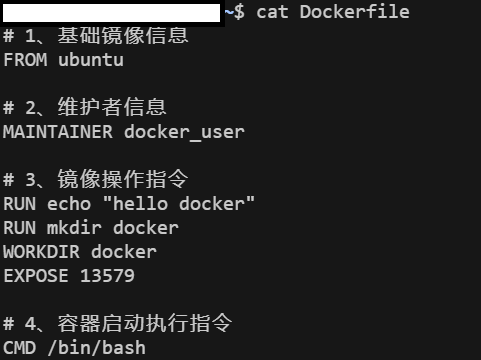 ~$ cat Dockerfile
# 1、基础镜像信息
FROM ubuntu
# 2、维护者信息
MAINTAINER docker_user
# 3、镜像操作指令
RUN echo "hello docker"
RUN mkdir docker
WORKDIR docker
EXPOSE 13579
# 4、容器启动执行指令
CMD /bin/bash